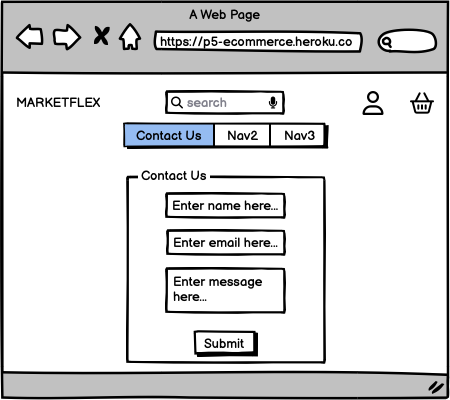 A Web Page
https://p5-ecommerce.heroku.co
MARKETFLEX
search
Contact Us
Nav2
Nav3
Contact Us
Enter name here...
Enter email here...
Enter message
here...
Submit